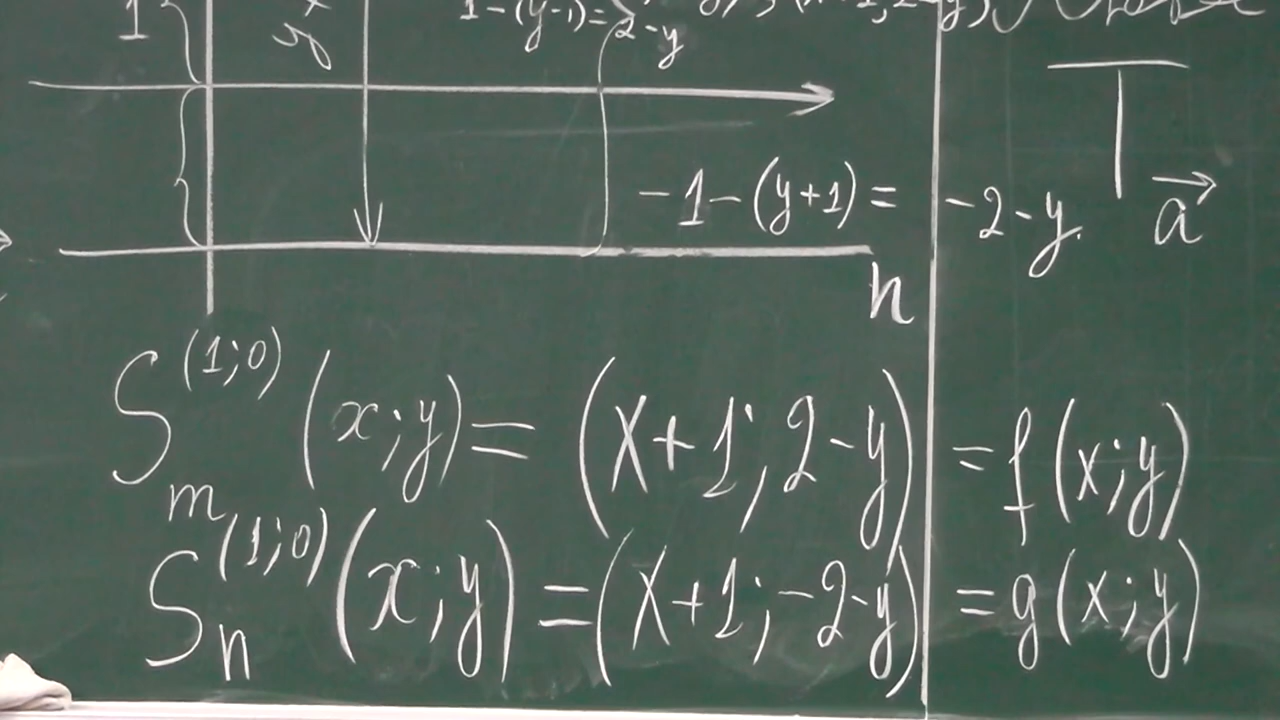 1
1-(y-1)=
2-y
-1-(y+1)= -2-y.
T
a⃗
n
S_m^(1;0) (x;y)=(x+1;2-y) =f(x;y)
S_n^(1;0) (x;y)=(x+1;-2-y) =g(x;y)